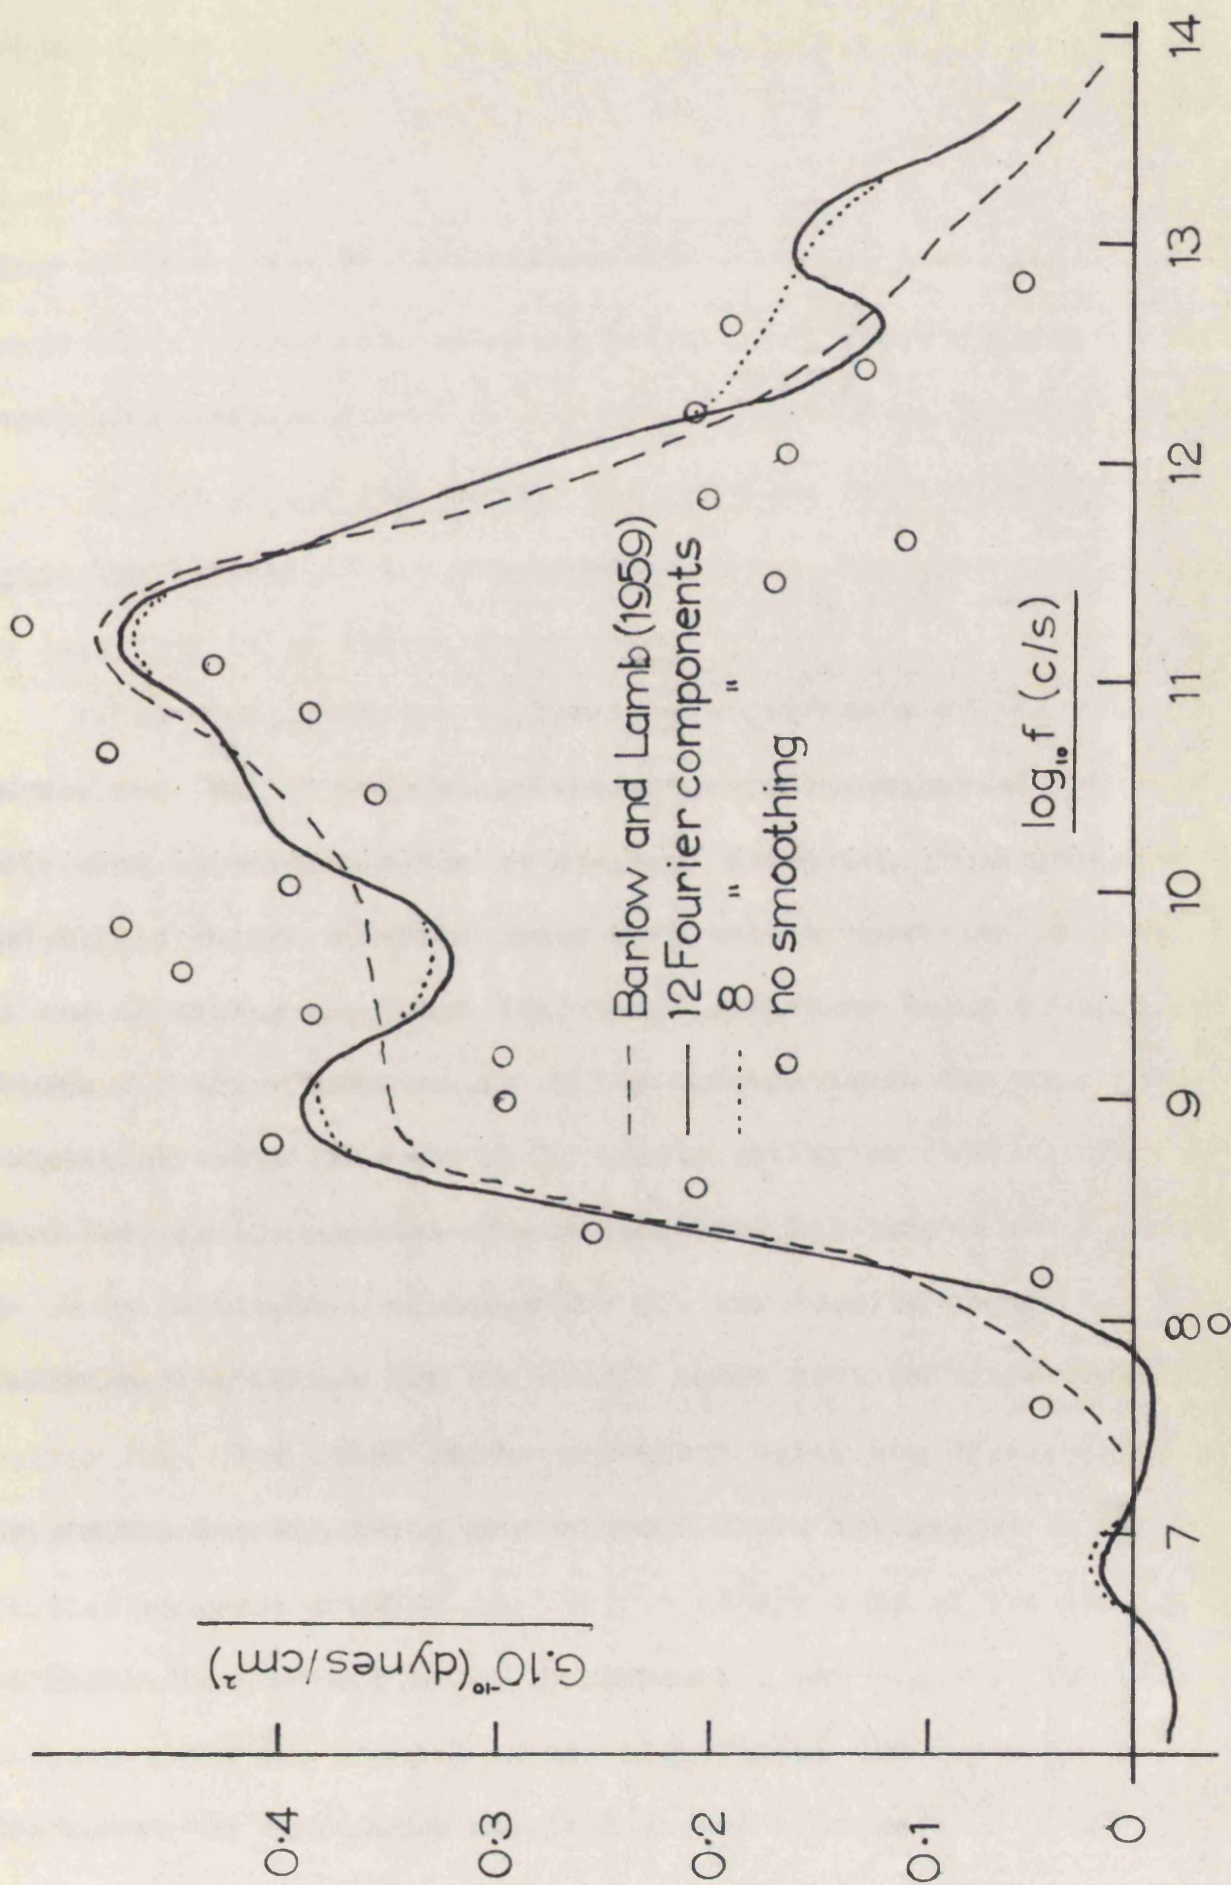 G.10⁻¹⁰(dynes/cm²)
0·4
0·3
0·2
0·1
0
7
8
9
10
11
12
13
14
log₁₀f (c/s)
--- Barlow and Lamb (1959)
— 12 Fourier components
...... 8 " "
o no smoothing